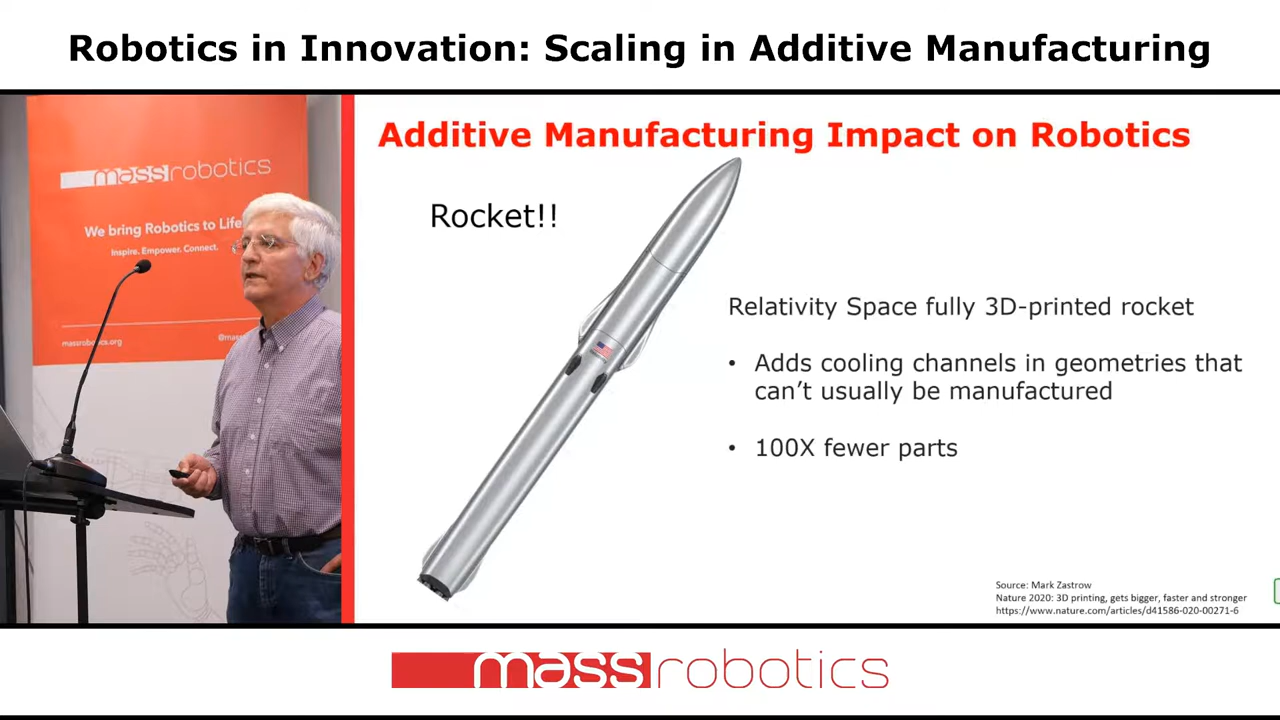 Robotics in Innovation: Scaling in Additive Manufacturing
massrobotics
We bring Robotics to Life
Inspire. Empower. Connect.
massrobotics.org
@mass
Additive Manufacturing Impact on Robotics
Rocket!!
Relativity Space fully 3D-printed rocket
• Adds cooling channels in geometries that
can't usually be manufactured
• 100X fewer parts
Source: Mark Zastrow
Nature 2020: 3D printing, gets bigger, faster and stronger
https://www.nature.com/articles/d41586-020-00271-6
massrobotics